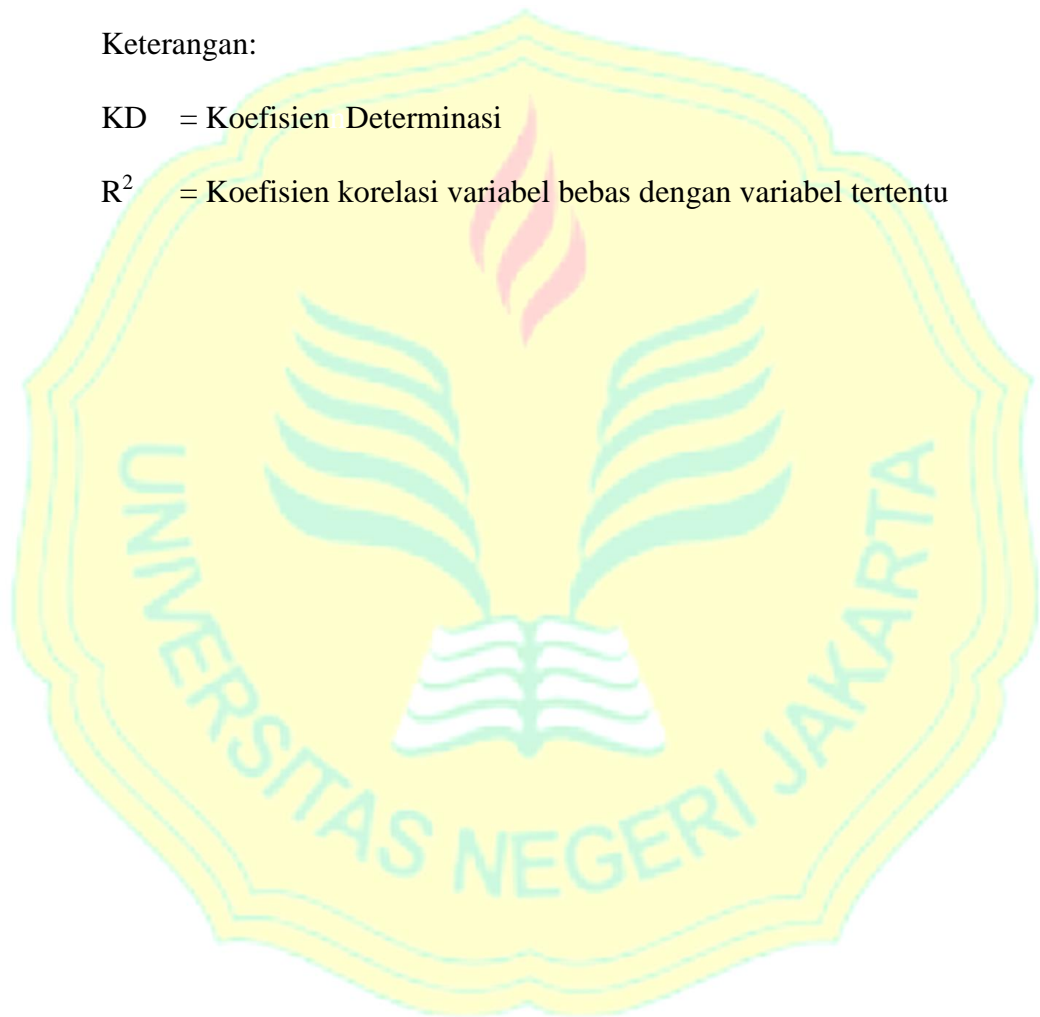 Keterangan:
KD = Koefisien Determinasi
R² = Koefisien korelasi variabel bebas dengan variabel tertentu
UNIVERSITAS NEGERI JAKARTA